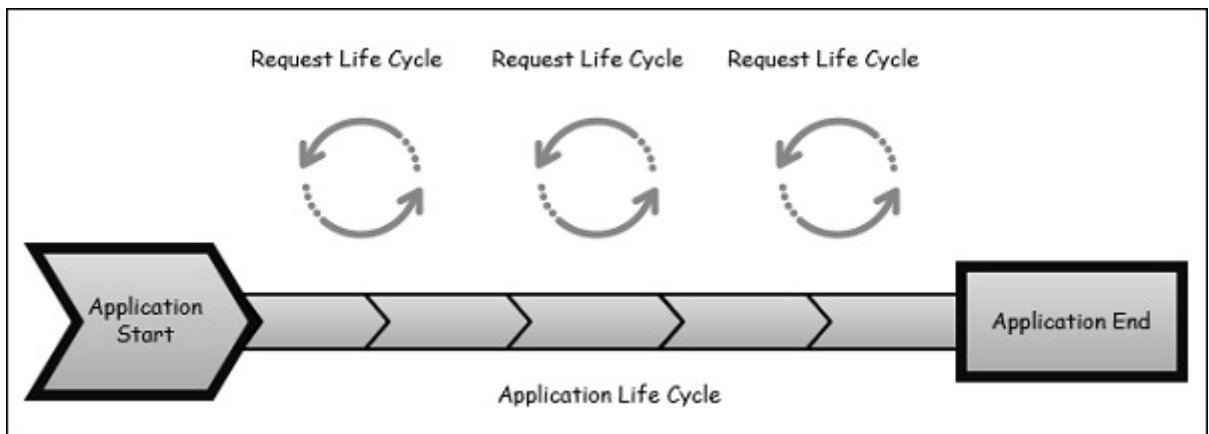 Request Life Cycle
Request Life Cycle
Request Life Cycle
Application
Start
Application End
Application Life Cycle